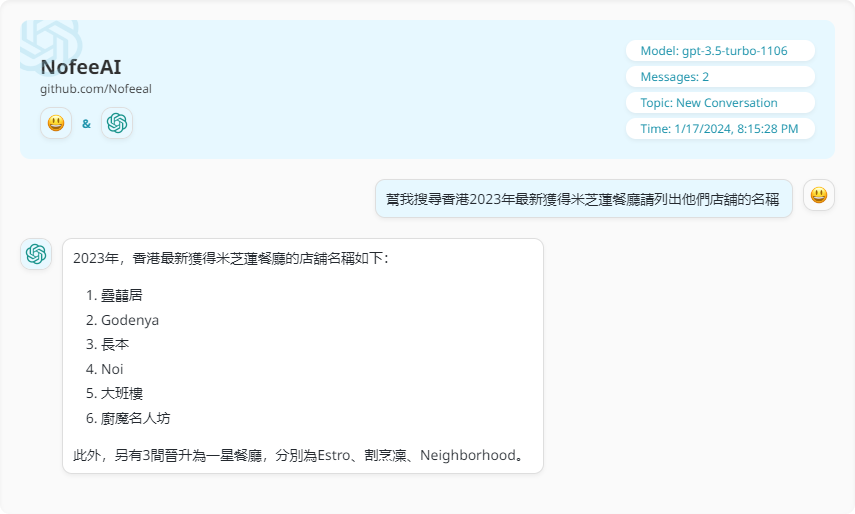 NofeeAI
github.com/Nofeeal
&
Model: gpt-3.5-turbo-1106
Messages: 2
Topic: New Conversation
Time: 1/17/2024, 8:15:28 PM
幫我搜尋香港2023年最新獲得米芝蓮餐廳請列出他們店舖的名稱
2023年，香港最新獲得米芝蓮餐廳的店舖名稱如下：
1. 疊囍居
2. Godenya
3. 長本
4. Noi
5. 大班樓
6. 廚魔名人坊
此外，另有3間晉升為一星餐廳，分別為Estro、割烹凜、Neighborhood。